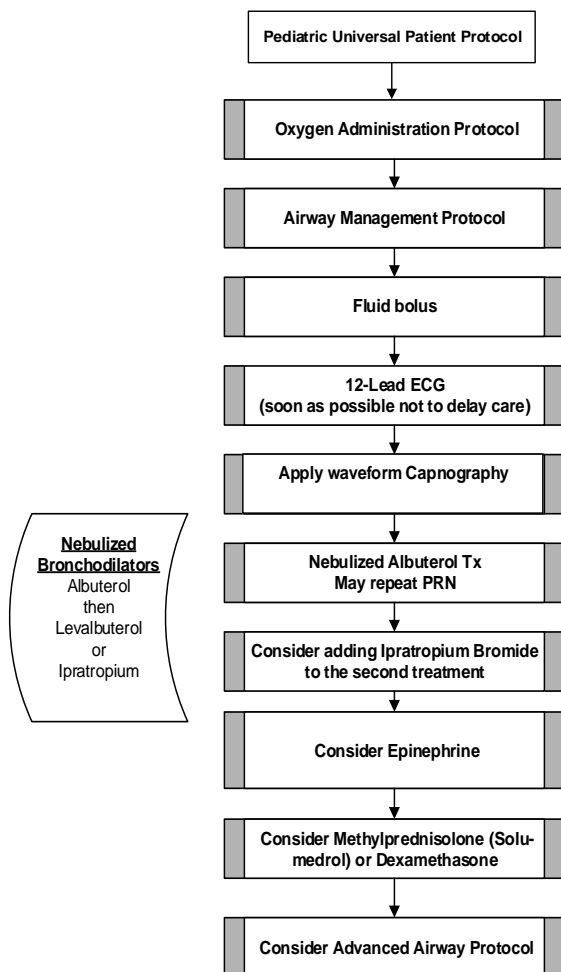 Pediatric Universal Patient Protocol
Oxygen Administration Protocol
Airway Management Protocol
Fluid bolus
12-Lead ECG
(soon as possible not to delay care)
Apply waveform Capnography
Nebulized
Bronchodilators
Albuterol
then
Levalbuterol
or
Ipratropium
Nebulized Albuterol Tx
May repeat PRN
Consider adding Ipratropium Bromide
to the second treatment
Consider Epinephrine
Consider Methylprednisolone (Solu-
medrol) or Dexamethasone
Consider Advanced Airway Protocol